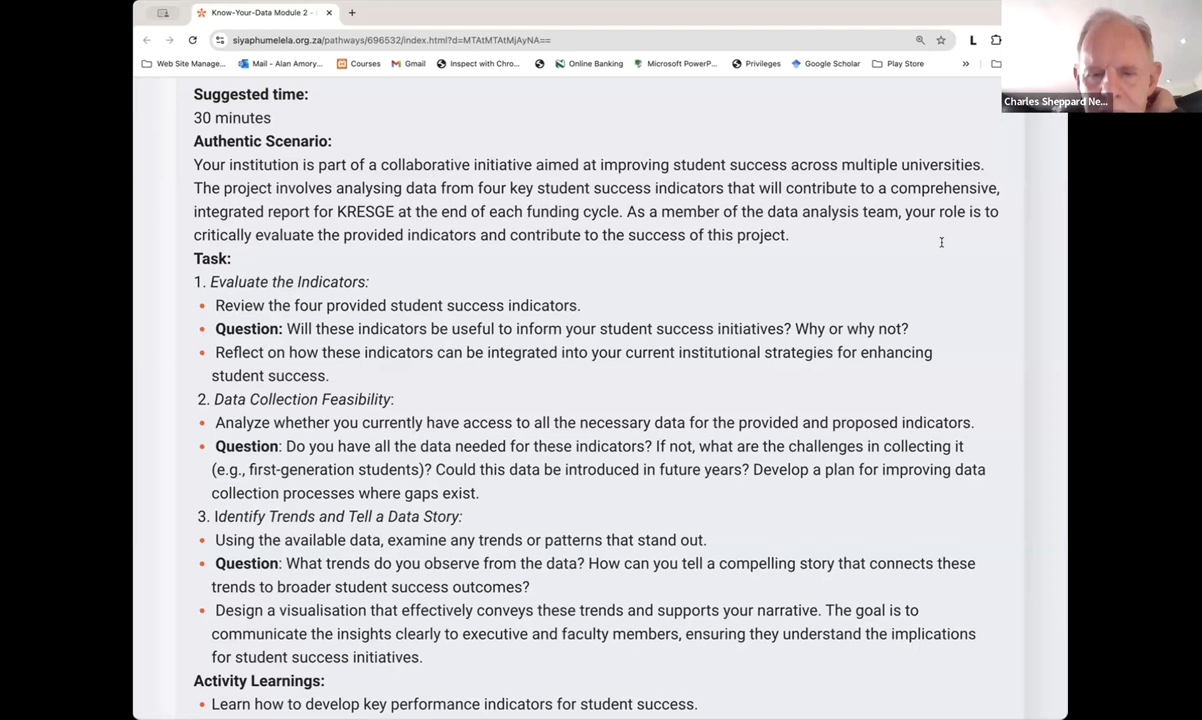 Know-Your-Data Module 2 -
siyaphumelela.org.za/pathways/696532/index.html?d=MTAtMTAtMjAyNA==
Web Site Manage... Mail - Alan Amory,... Courses Gmail Inspect with Chro... Online Banking Microsoft PowerP... Privileges Google Scholar Play Store »
Charles Sheppard Ne...
Suggested time:
30 minutes
Authentic Scenario:
Your institution is part of a collaborative initiative aimed at improving student success across multiple universities.
The project involves analysing data from four key student success indicators that will contribute to a comprehensive,
integrated report for KRESGE at the end of each funding cycle. As a member of the data analysis team, your role is to
critically evaluate the provided indicators and contribute to the success of this project.
Task:
1. Evaluate the Indicators:
• Review the four provided student success indicators.
• Question: Will these indicators be useful to inform your student success initiatives? Why or why not?
• Reflect on how these indicators can be integrated into your current institutional strategies for enhancing
student success.
2. Data Collection Feasibility:
• Analyze whether you currently have access to all the necessary data for the provided and proposed indicators.
• Question: Do you have all the data needed for these indicators? If not, what are the challenges in collecting it
(e.g., first-generation students)? Could this data be introduced in future years? Develop a plan for improving data
collection processes where gaps exist.
3. Identify Trends and Tell a Data Story:
• Using the available data, examine any trends or patterns that stand out.
• Question: What trends do you observe from the data? How can you tell a compelling story that connects these
trends to broader student success outcomes?
• Design a visualisation that effectively conveys these trends and supports your narrative. The goal is to
communicate the insights clearly to executive and faculty members, ensuring they understand the implications
for student success initiatives.
Activity Learnings:
• Learn how to develop key performance indicators for student success.